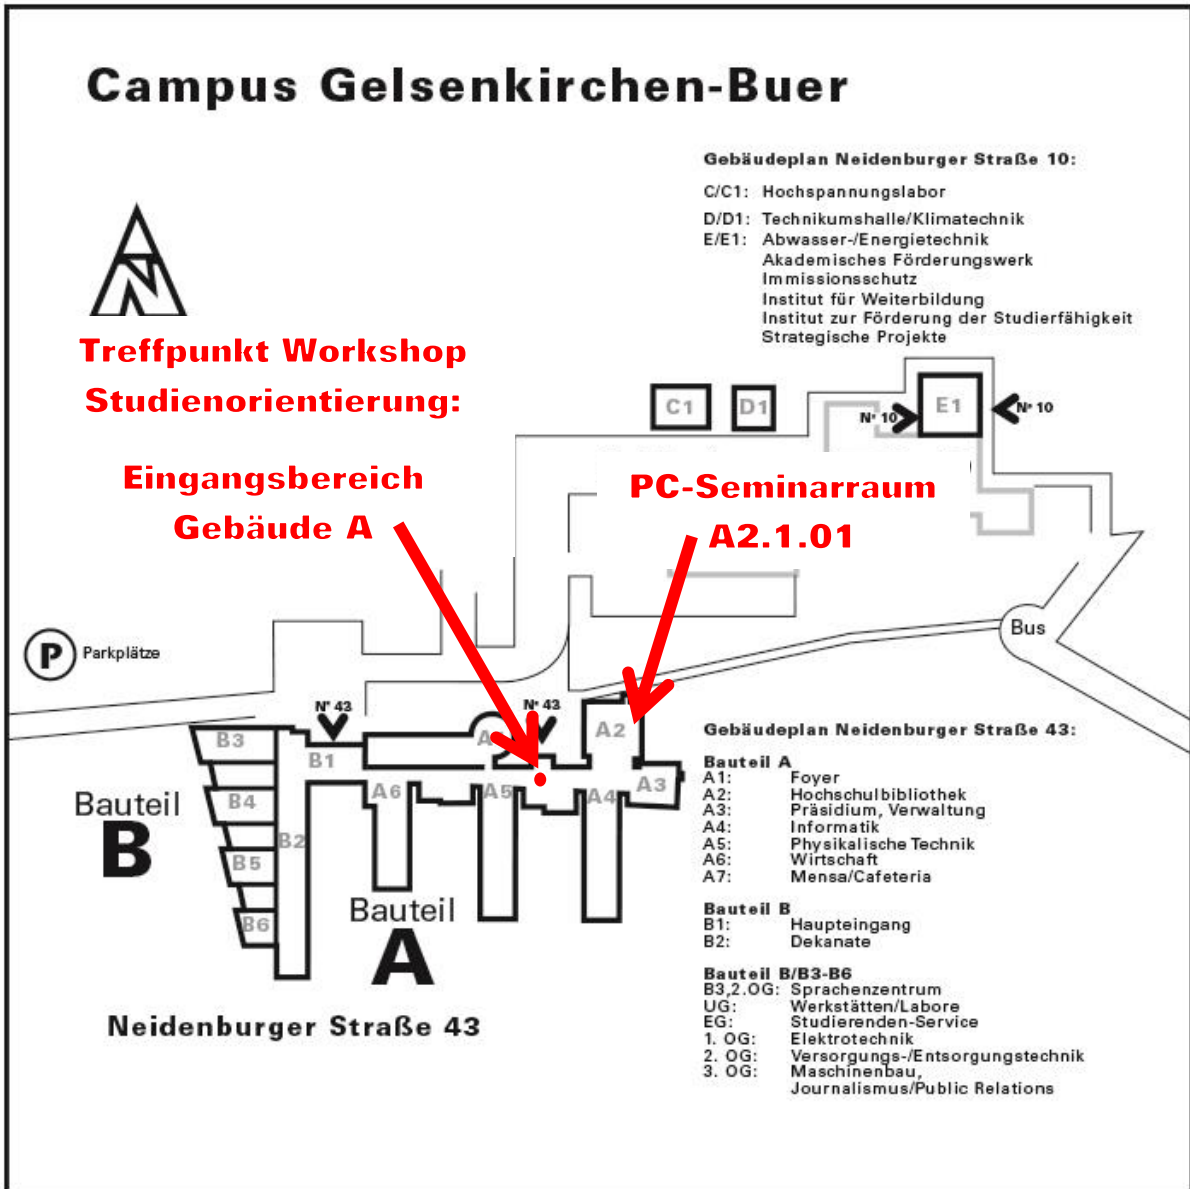 Campus Gelsenkirchen-Buer
Gebäudeplan Neidenburger Straße 10:
C/C1: Hochspannungslabor
D/D1: Technikumshalle/Klimatechnik
E/E1: Abwasser-/Energietechnik
Akademisches Förderungswerk
Immissionsschutz
Institut für Weiterbildung
Institut zur Förderung der Studierfähigkeit
Strategische Projekte
N
Treffpunkt Workshop
Studienorientierung:
Eingangsbereich
Gebäude A
C1
D1
E1
N° 10
N° 10
PC-Seminarraum
A2.1.01
Bus
P Parkplätze
N° 43
N° 43
B3
B1
A2
A3
A6
A5
A4
B4
B2
B5
B6
Bauteil
B
Bauteil
A
Neidenburger Straße 43
Gebäudeplan Neidenburger Straße 43:
Bauteil A
A1: Foyer
A2: Hochschulbibliothek
A3: Präsidium, Verwaltung
A4: Informatik
A5: Physikalische Technik
A6: Wirtschaft
A7: Mensa/Cafeteria
Bauteil B
B1: Haupteingang
B2: Dekanate
Bauteil B/B3-B6
B3,2.OG: Sprachenzentrum
UG: Werkstätten/Labore
EG: Studierenden-Service
1. OG: Elektrotechnik
2. OG: Versorgungs-/Entsorgungstechnik
3. OG: Maschinenbau,
Journalismus/Public Relations